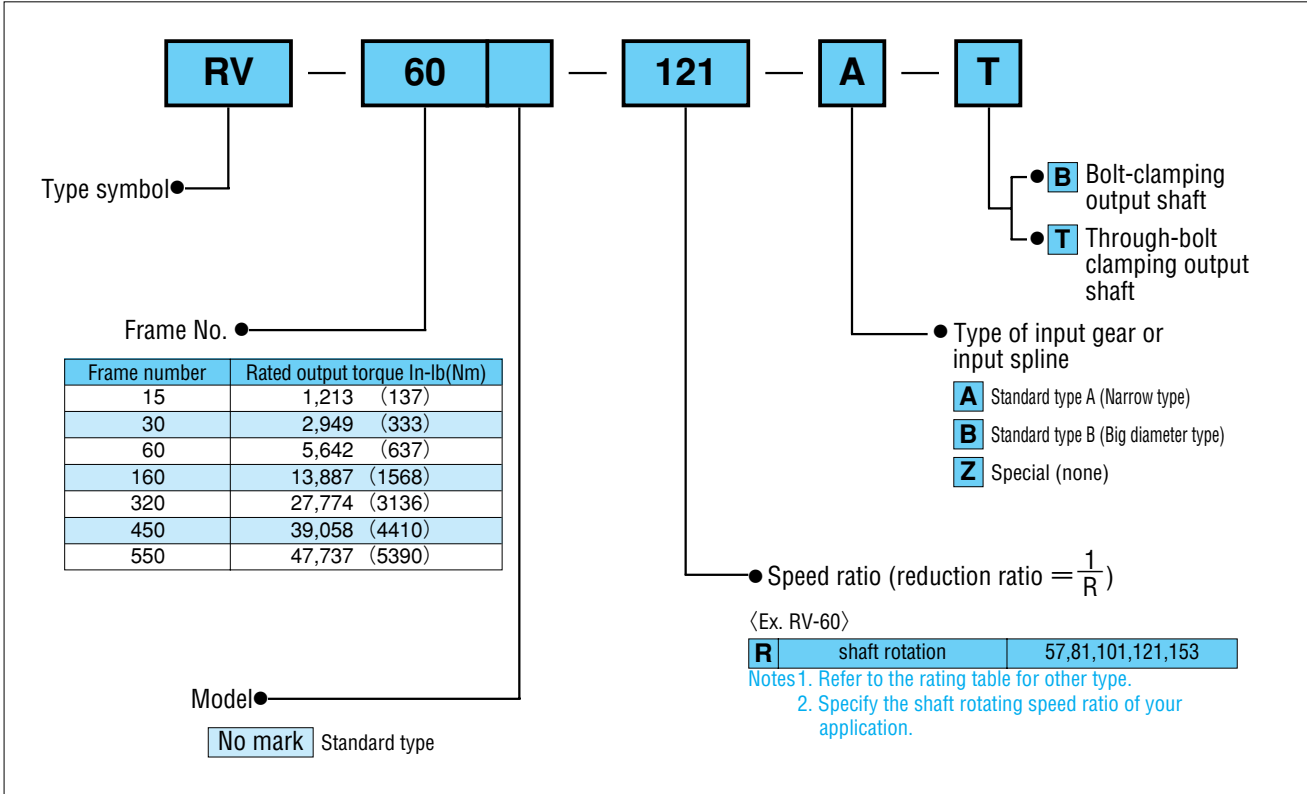 RV — 60 — 121 — A — T
Type symbol
B Bolt-clamping
output shaft
T Through-bolt
clamping output
shaft
Frame No.
Frame number Rated output torque In-lb(Nm)
15 1,213 (137)
30 2,949 (333)
60 5,642 (637)
160 13,887 (1568)
320 27,774 (3136)
450 39,058 (4410)
550 47,737 (5390)
Type of input gear or
input spline
A Standard type A (Narrow type)
B Standard type B (Big diameter type)
Z Special (none)
Speed ratio (reduction ratio = 1/R)
〈Ex. RV-60〉
R shaft rotation 57,81,101,121,153
Notes 1. Refer to the rating table for other type.
2. Specify the shaft rotating speed ratio of your
application.
Model
No mark Standard type